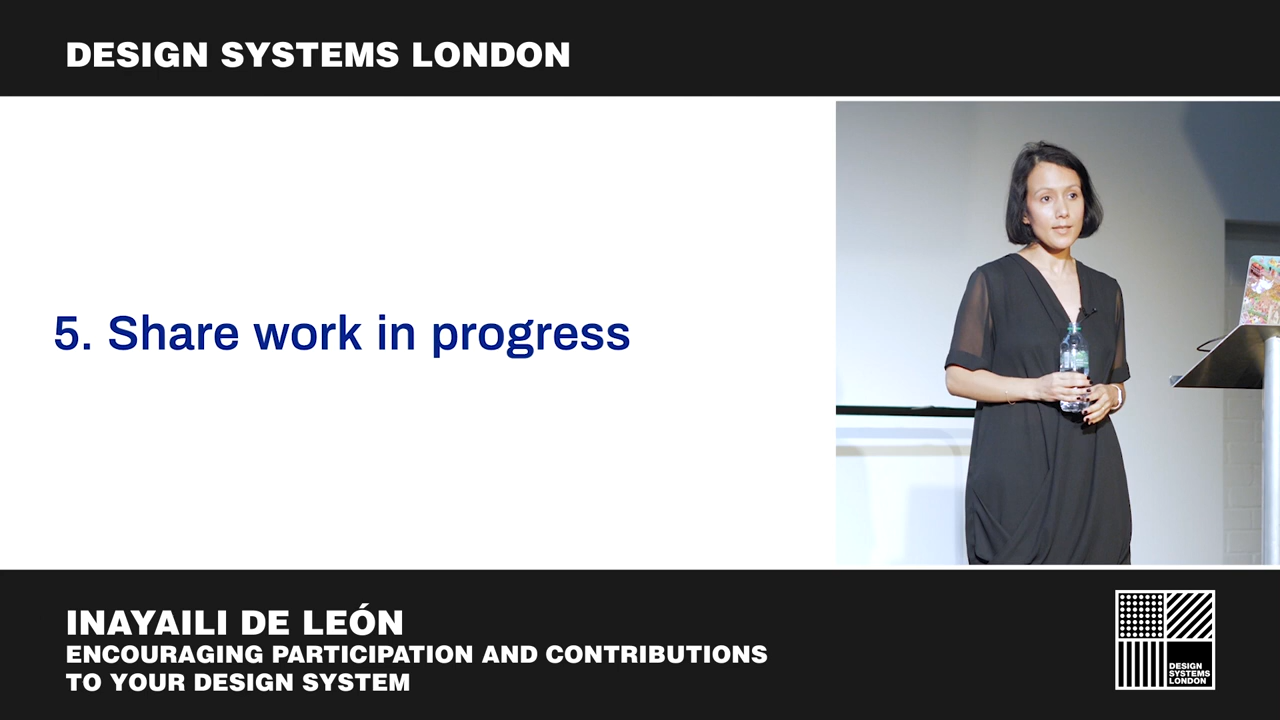 DESIGN SYSTEMS LONDON
5. Share work in progress
INAYAILI DE LEÓN
ENCOURAGING PARTICIPATION AND CONTRIBUTIONS
TO YOUR DESIGN SYSTEM
DESIGN
SYSTEMS
LONDON